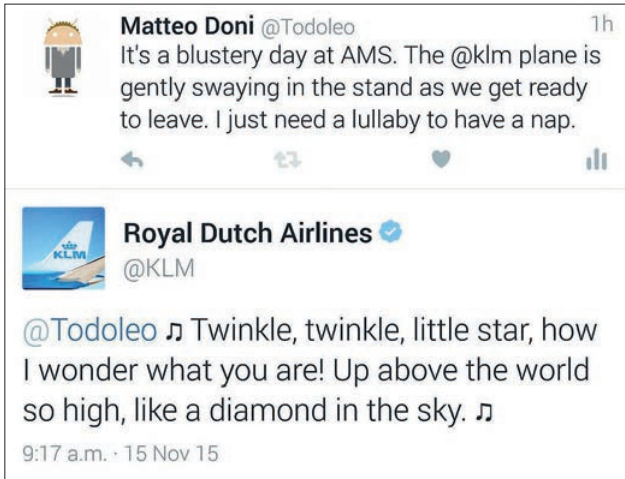 Matteo Doni @Todoleo 1h
It's a blustery day at AMS. The @klm plane is
gently swaying in the stand as we get ready
to leave. I just need a lullaby to have a nap.
KLM
Royal Dutch Airlines
@KLM
@Todoleo ♫ Twinkle, twinkle, little star, how
I wonder what you are! Up above the world
so high, like a diamond in the sky. ♫
9:17 a.m. · 15 Nov 15